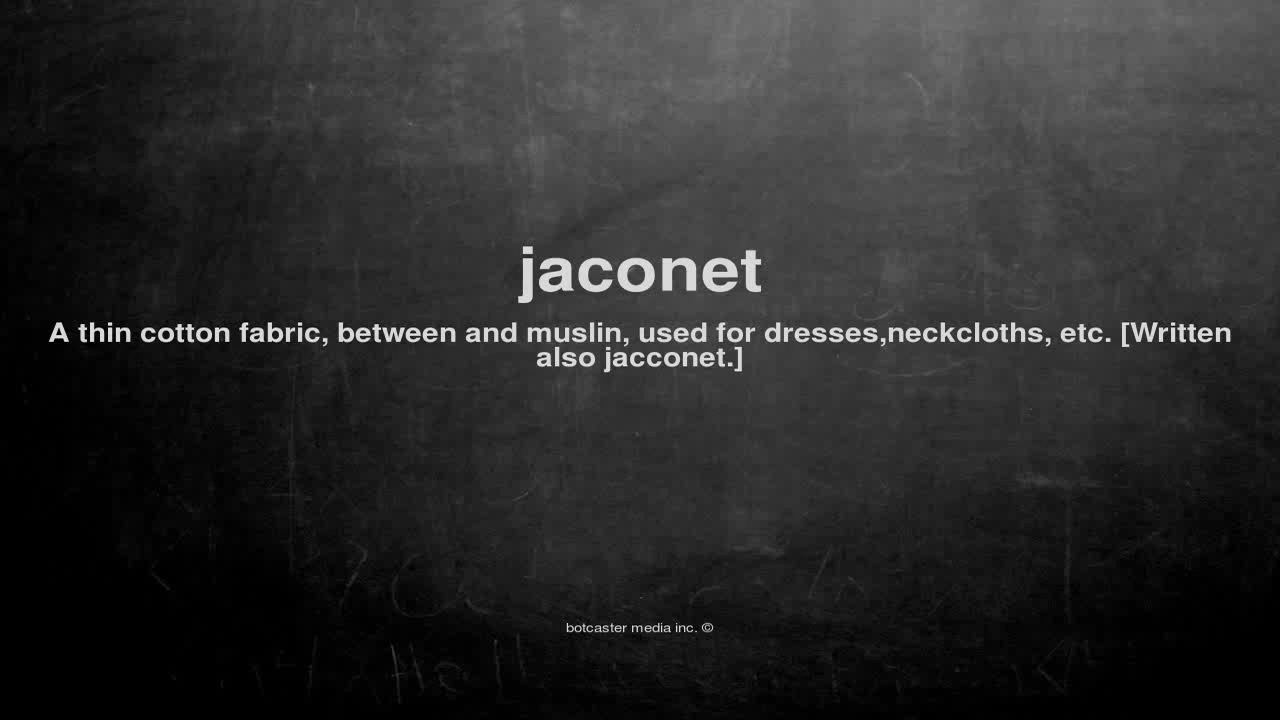 jaconet
A thin cotton fabric, between and muslin, used for dresses,neckcloths, etc. [Written
also jacconet.]
botcaster media inc. ©